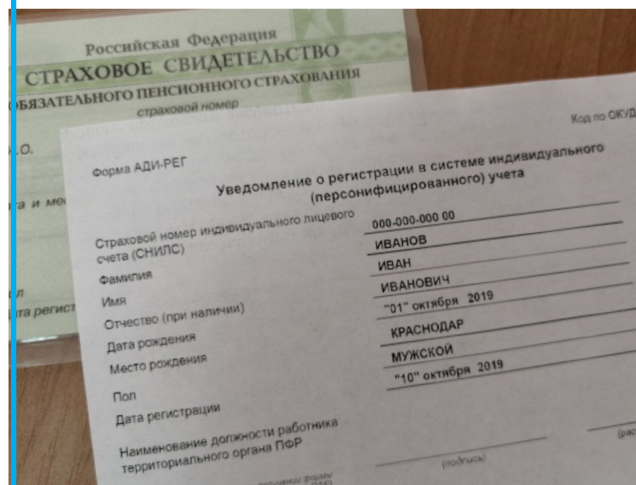 Российская Федерация
СТРАХОВОЕ СВИДЕТЕЛЬСТВО
ОБЯЗАТЕЛЬНОГО ПЕНСИОННОГО СТРАХОВАНИЯ
страховой номер
Код по ОКУД
Форма АДИ-РЕГ
Уведомление о регистрации в системе индивидуального
(персонифицированного) учета
Страховой номер индивидуального лицевого
счета (СНИЛС) 000-000-000 00
Фамилия ИВАНОВ
Имя ИВАН
Отчество (при наличии) ИВАНОВИЧ
Дата рождения "01" октября 2019
Место рождения КРАСНОДАР
Пол МУЖСКОЙ
Дата регистрации "10" октября 2019
Наименование должности работника
территориального органа ПФР
(подпись)